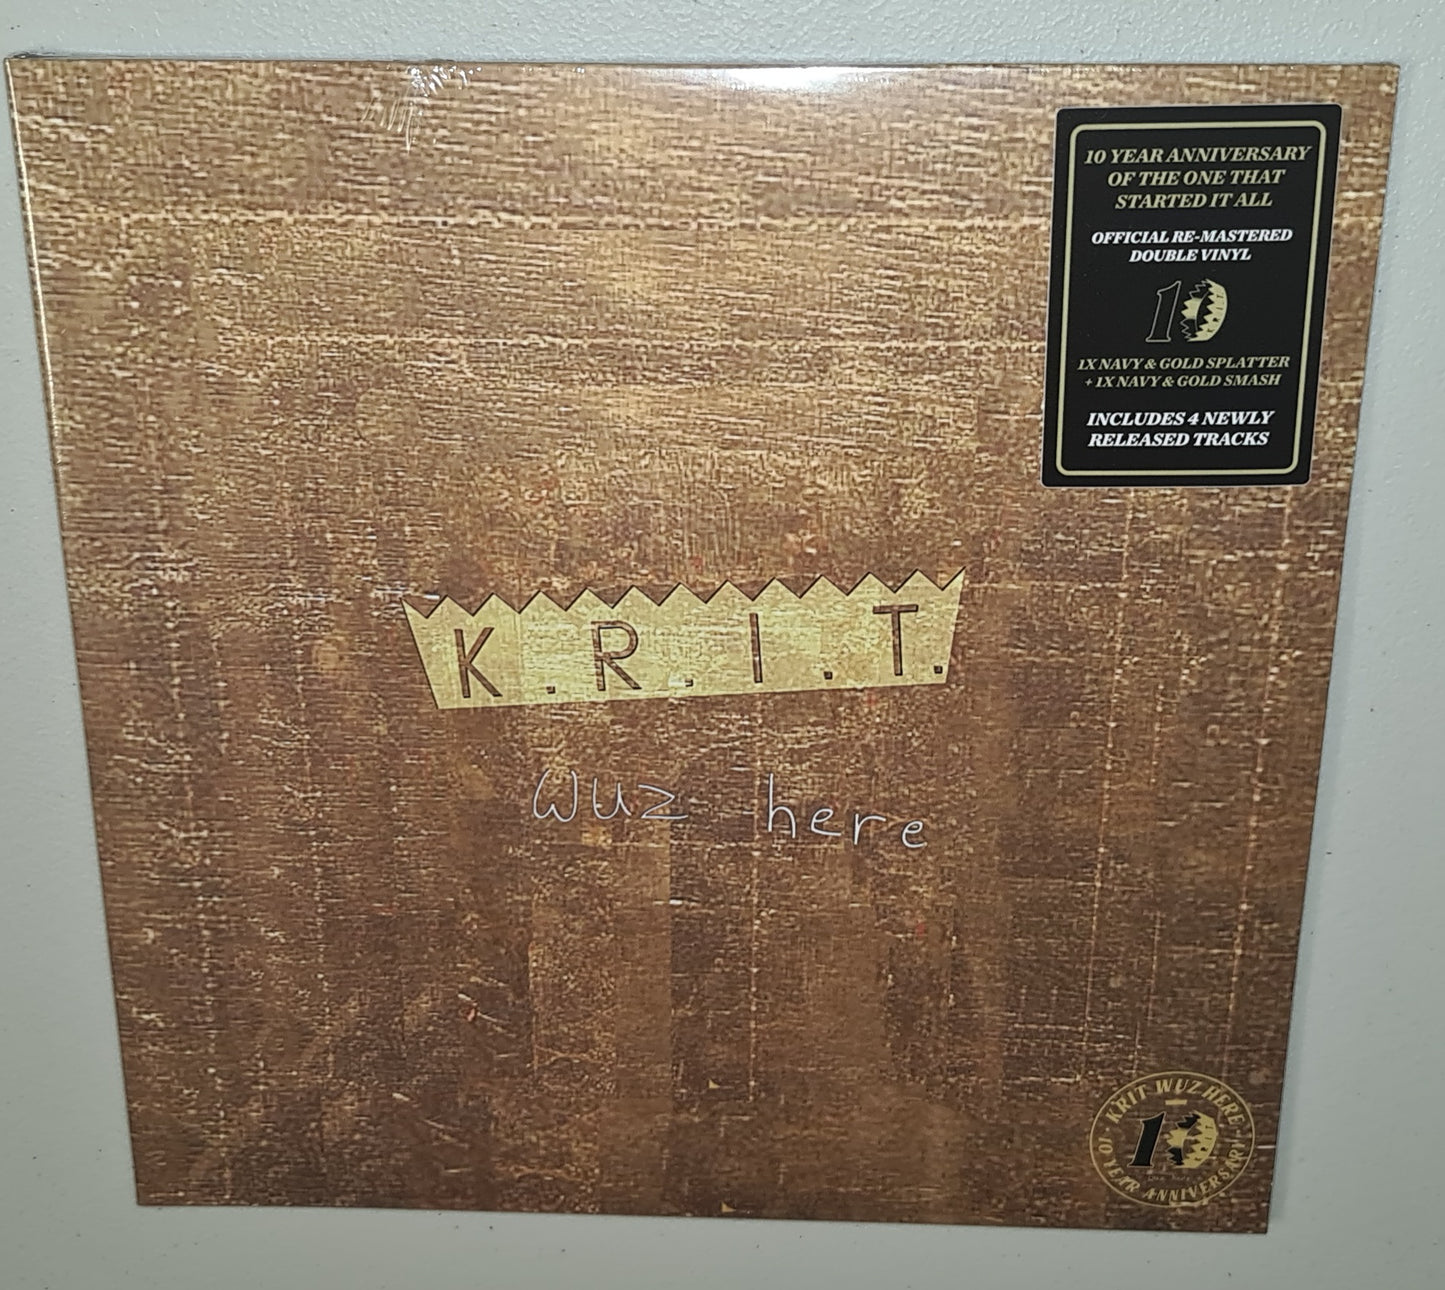 10 YEAR ANNIVERSARY
OF THE ONE THAT
STARTED IT ALL
OFFICIAL RE-MASTERED
DOUBLE VINYL
10
1X NAVY & GOLD SPLATTER
+ 1X NAVY & GOLD SMASH
INCLUDES 4 NEWLY
RELEASED TRACKS
K.R.I.T.
Wuz here
KRIT WUZ HERE
10
10 YEAR ANNIVERSARY